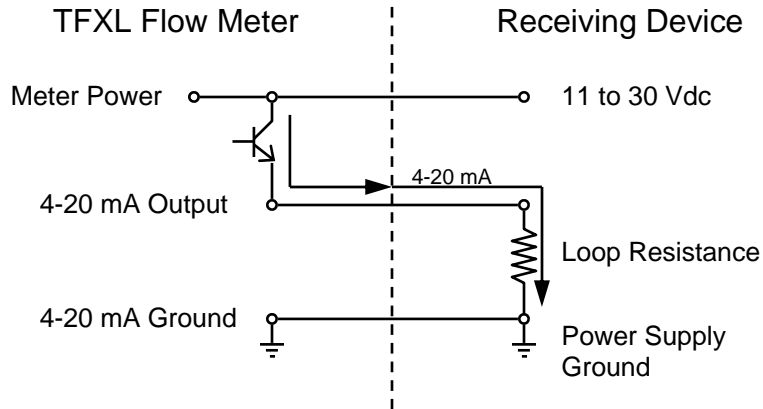 TFXL Flow Meter
Receiving Device
Meter Power
11 to 30 Vdc
4-20 mA
4-20 mA Output
Loop Resistance
4-20 mA Ground
Power Supply
Ground